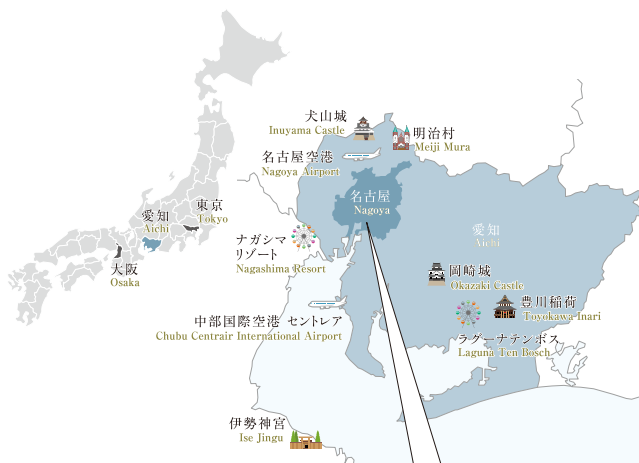 愛知
Aichi
東京
Tokyo
大阪
Osaka
犬山城
Inuyama Castle
明治村
Meiji Mura
名古屋空港
Nagoya Airport
名古屋
Nagoya
愛知
Aichi
ナガシマ
リゾート
Nagashima Resort
岡崎城
Okazaki Castle
豊川稲荷
Toyokawa Inari
中部国際空港 セントレア
Chubu Centrair International Airport
ラグーナテンボス
Laguna Ten Bosch
伊勢神宮
Ise Jingu